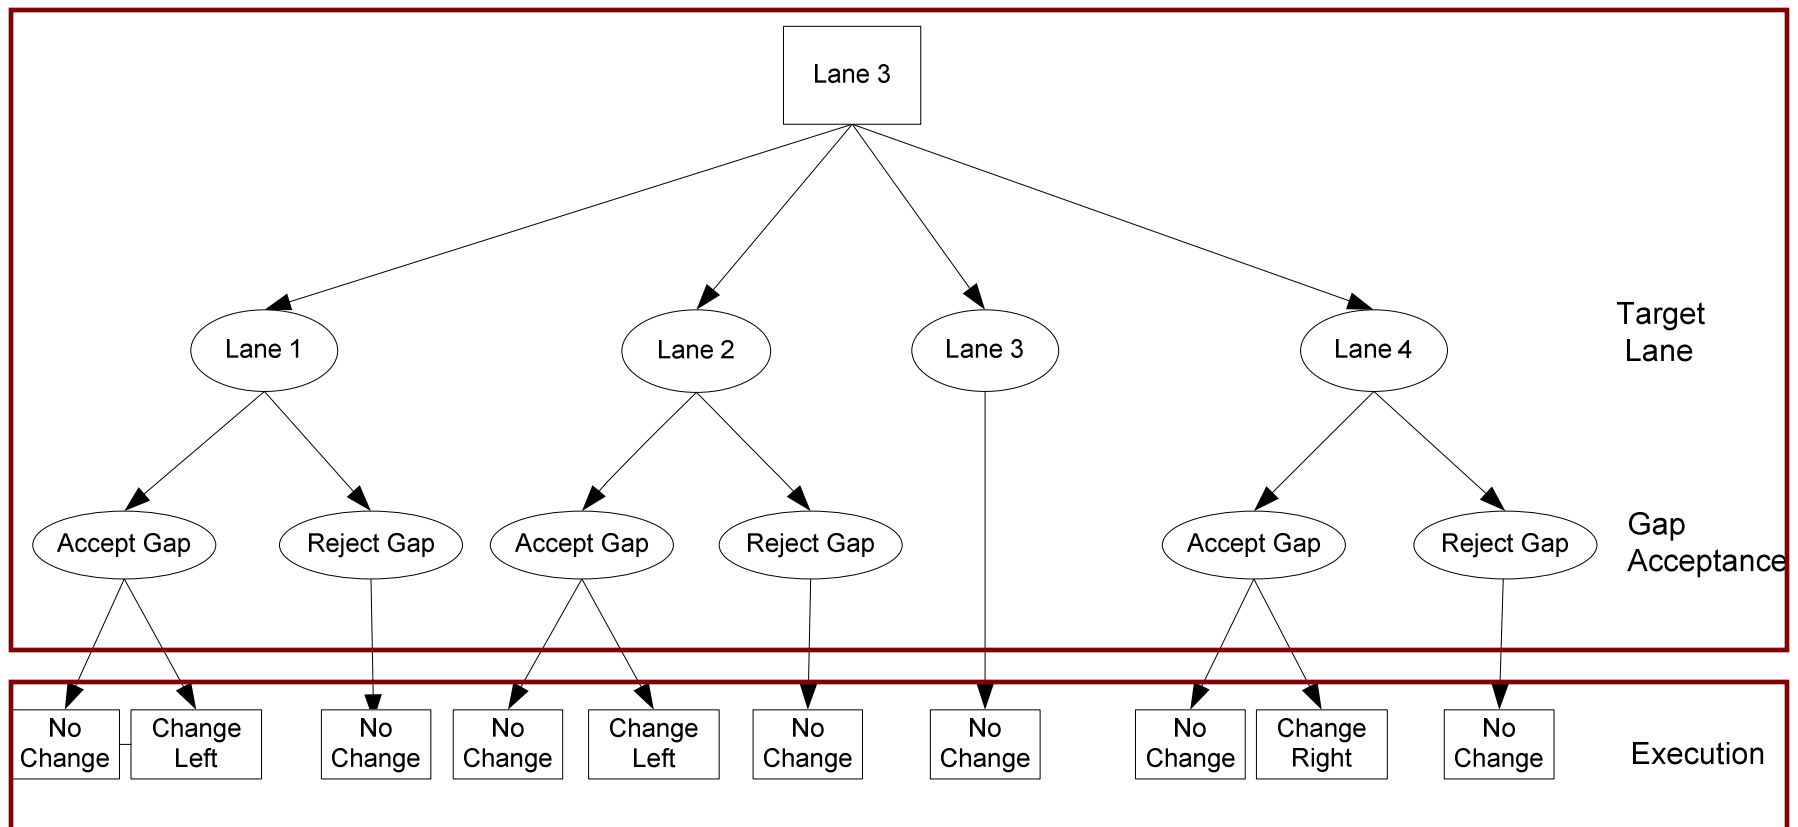 Lane 3
Lane 1
Lane 2
Lane 3
Lane 4
Target
Lane
Accept Gap
Reject Gap
Accept Gap
Reject Gap
Accept Gap
Reject Gap
Gap
Acceptance
No
Change
Change
Left
No
Change
No
Change
Change
Left
No
Change
No
Change
No
Change
Change
Right
No
Change
Execution